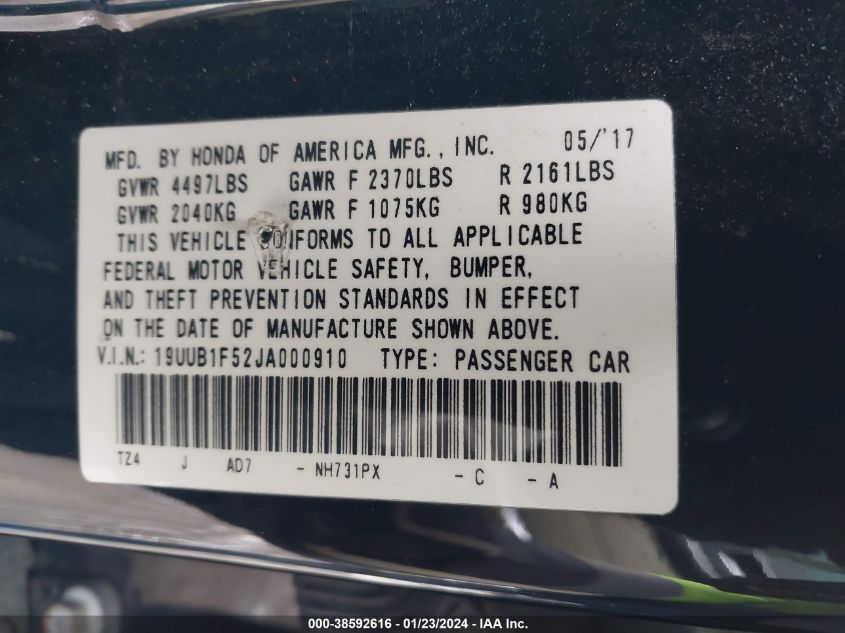 MFD. BY HONDA OF AMERICA MFG., INC. 05/'17
GVWR 4497LBS GAWR F 2370LBS R 2161LBS
GVWR 2040KG GAWR F 1075KG R 980KG
THIS VEHICLE CONFORMS TO ALL APPLICABLE
FEDERAL MOTOR VEHICLE SAFETY, BUMPER,
AND THEFT PREVENTION STANDARDS IN EFFECT
ON THE DATE OF MANUFACTURE SHOWN ABOVE.
V.I.N.: 19UUB1F52JA000910 TYPE: PASSENGER CAR
TZ4 J AD7 - NH731PX - C - A
000-38592616 - 01/23/2024 - IAA Inc.